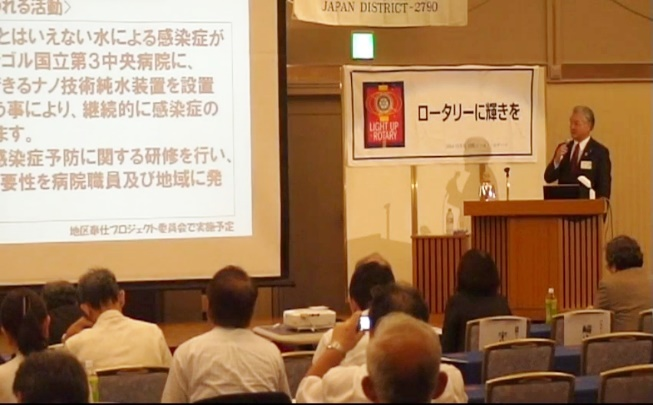 れる活動〉
とはいえない水による感染症が
ゴル国立第3中央病院に、
きるナノ技術純水装置を設置
う事により、継続的に感染症の
ます。
感染症予防に関する研修を行い、
要性を病院職員及び地域に発
地区奉仕プロジェクト委員会で実施予定
JAPAN DISTRICT-2790
LIGHT UP
ROTARY
ロータリーに輝きを